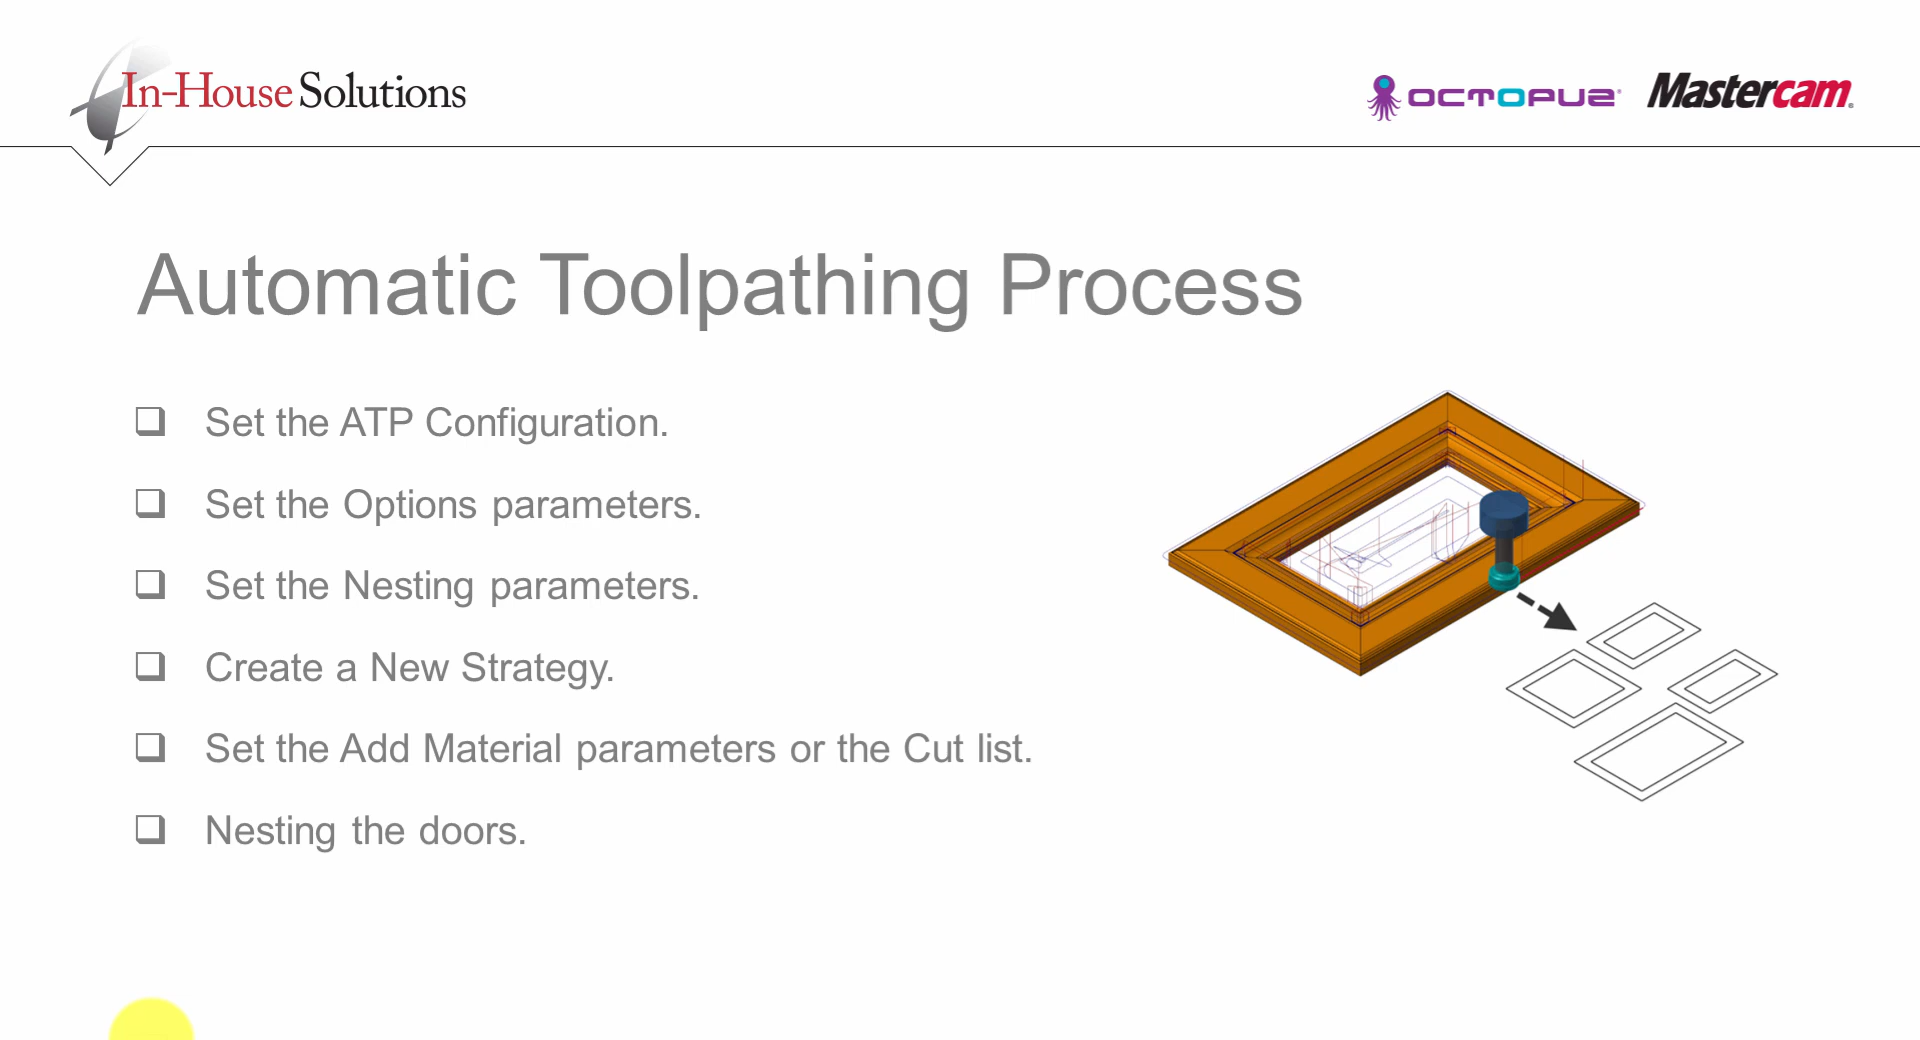 In-House Solutions
OCTOPUZ®
Mastercam®
Automatic Toolpathing Process
❑ Set the ATP Configuration.
❑ Set the Options parameters.
❑ Set the Nesting parameters.
❑ Create a New Strategy.
❑ Set the Add Material parameters or the Cut list.
❑ Nesting the doors.